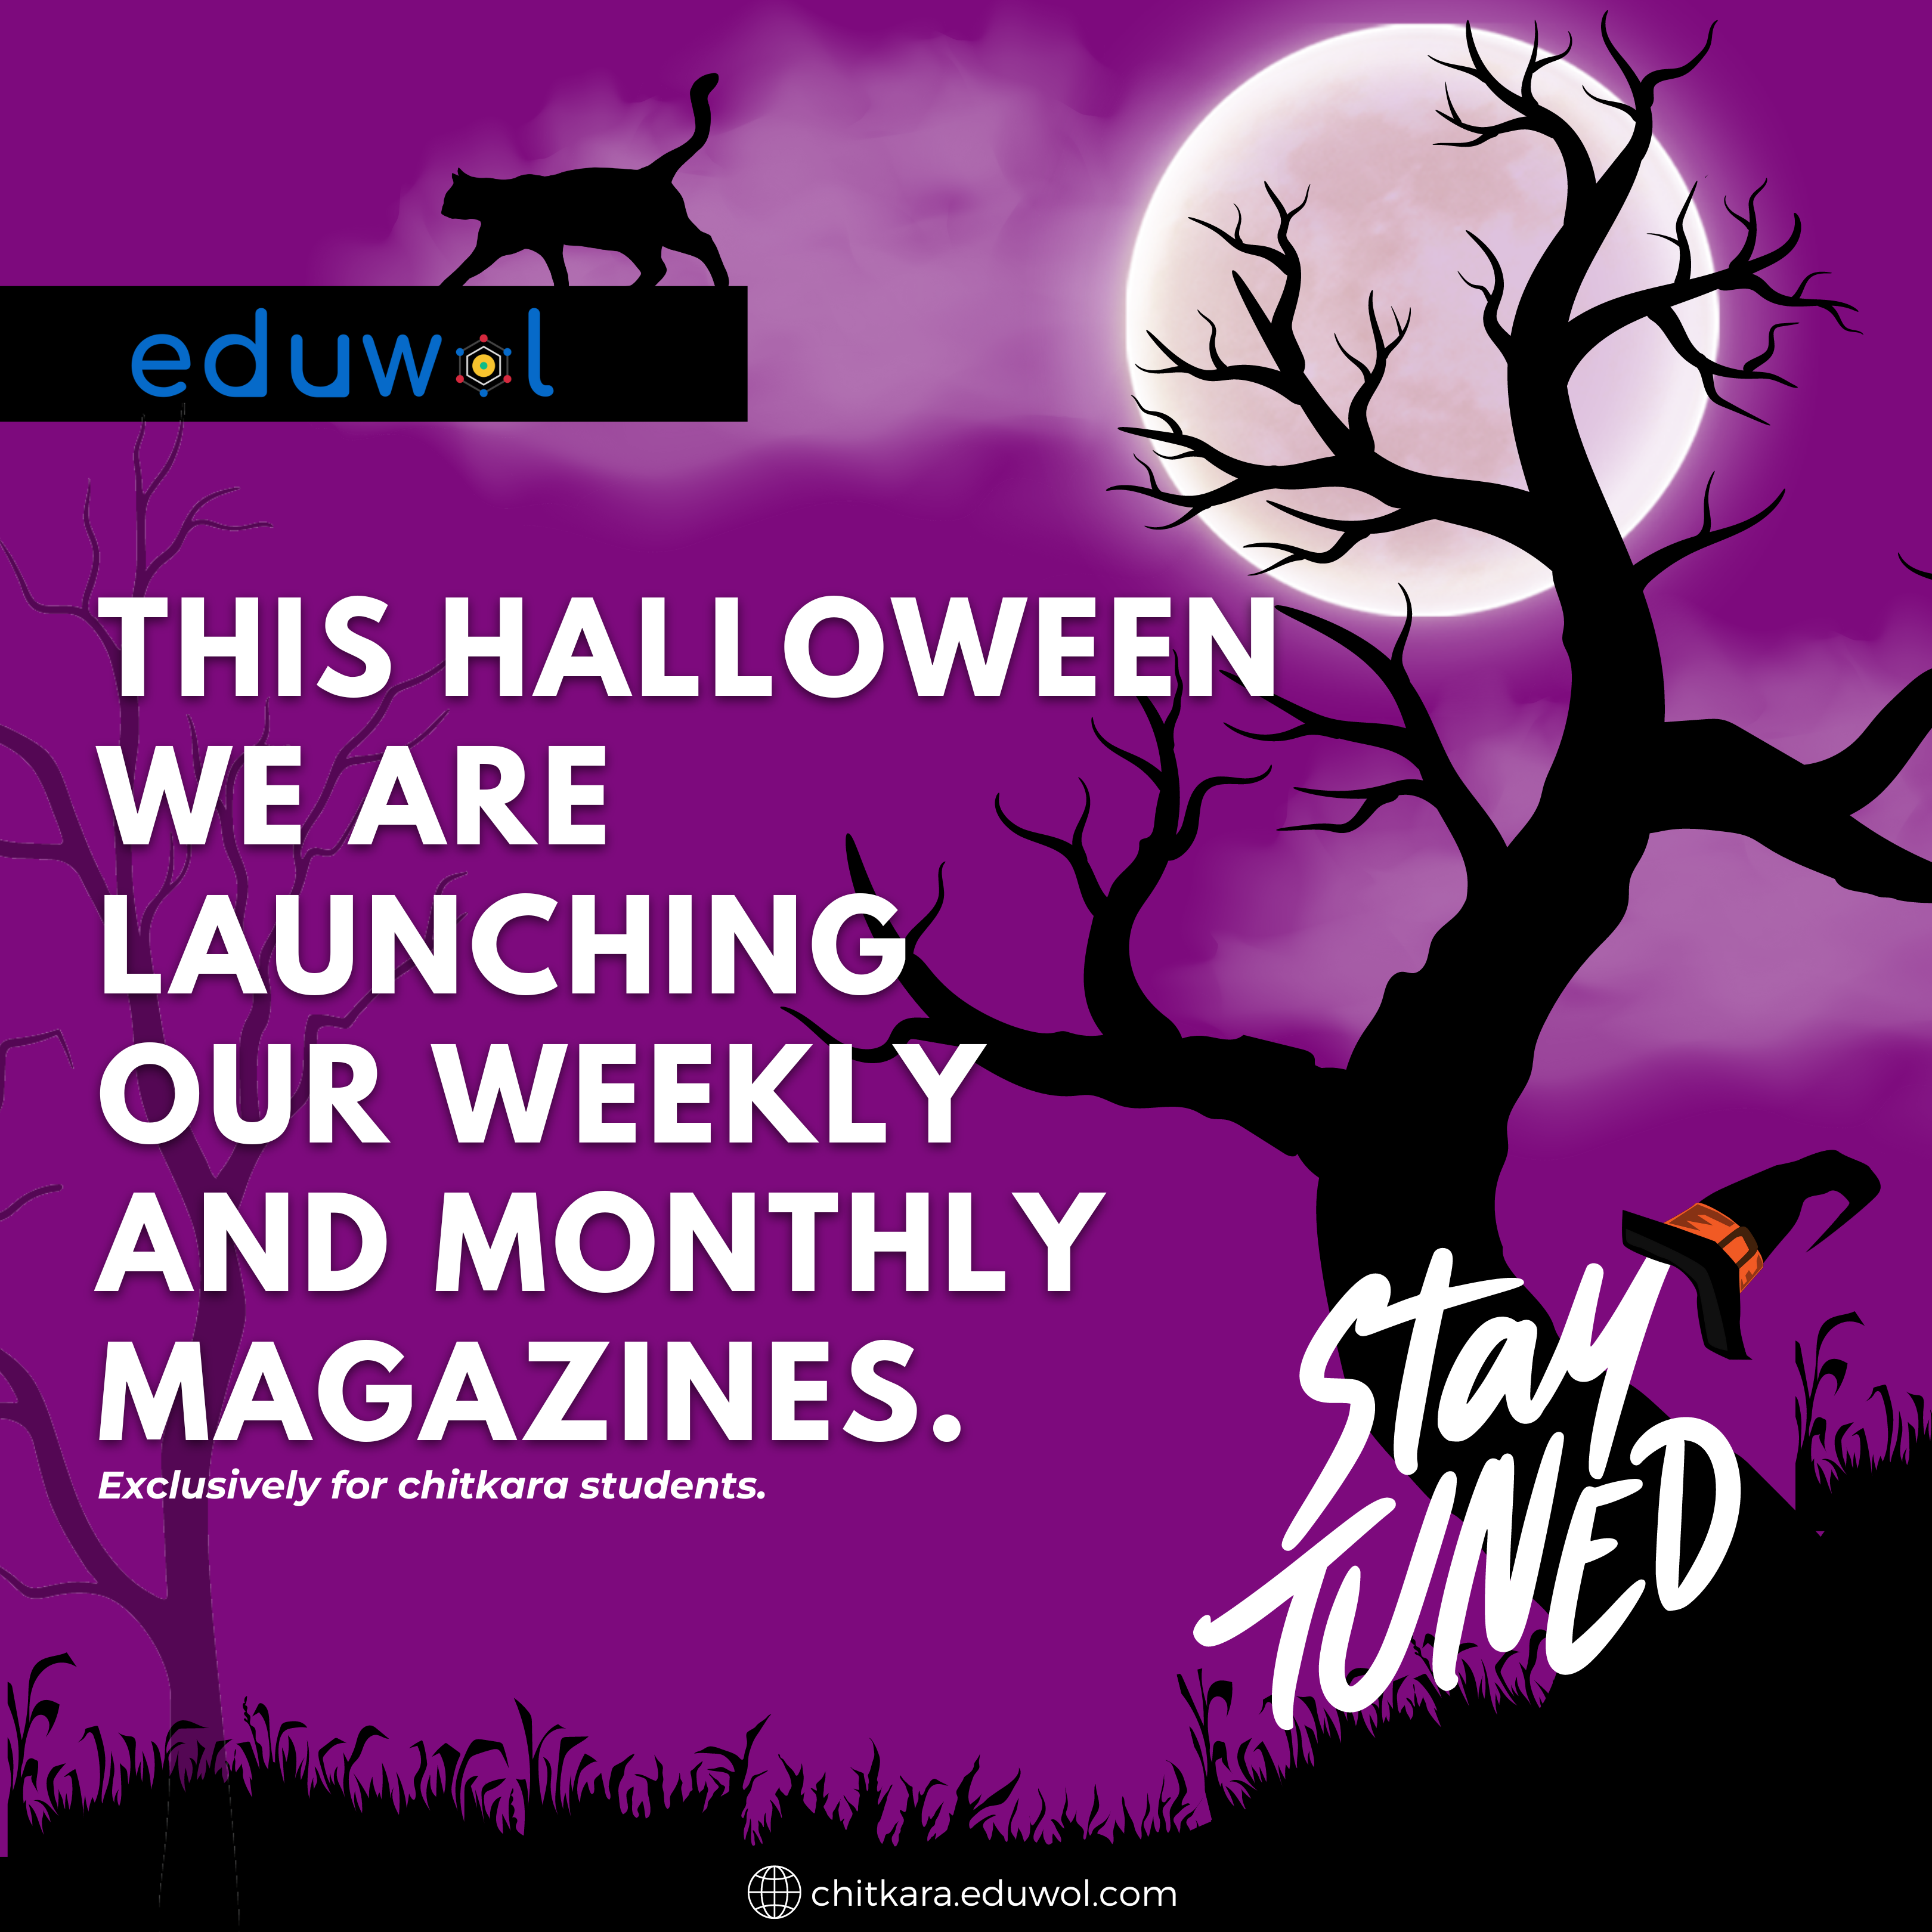 eduwol
THIS HALLOWEEN
WE ARE
LAUNCHING
OUR WEEKLY
AND MONTHLY
MAGAZINES.
Exclusively for chitkara students.
Stay
TUNED
chitkara.eduwol.com